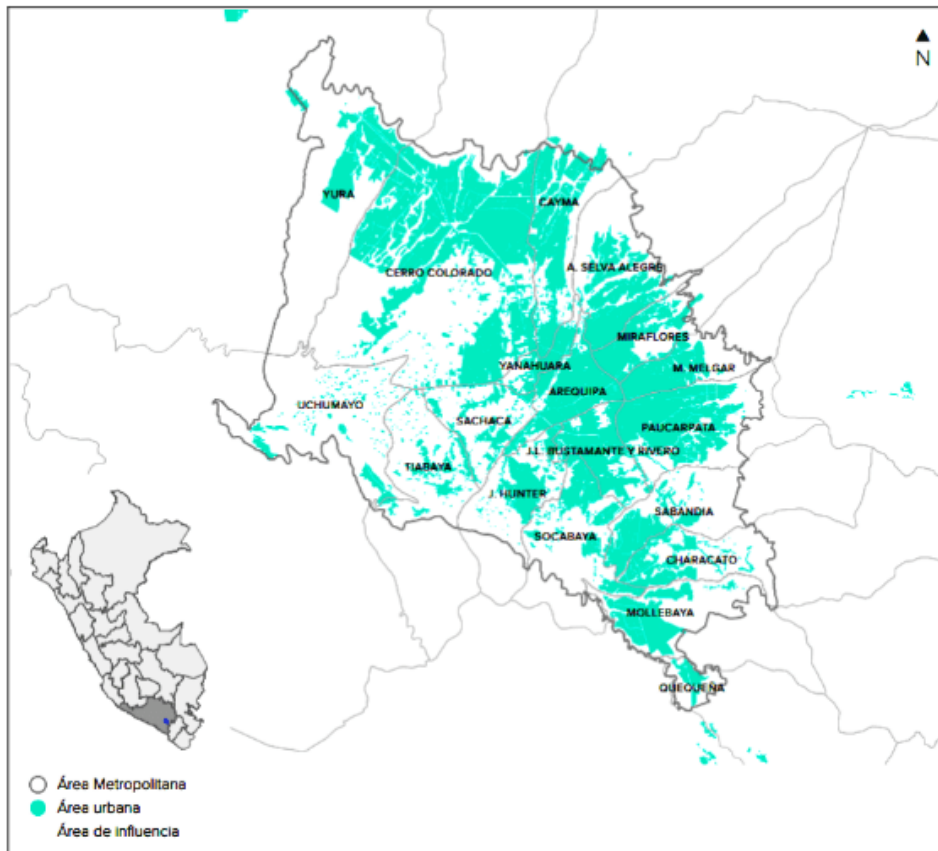 N
YURA
CAYMA
CERRO COLORADO
A. SELVA ALEGRE
MIRAFLORES
YANAHUARA
M. MELGAR
AREQUIPA
UCHUMAYO
SACHACA
PAUCARPATA
J.L. BUSTAMANTE Y RIVERO
TIABAYA
J. HUNTER
SABANDIA
SOCABAYA
CHARACATO
MOLLEBAYA
QUEQUEÑA
Área Metropolitana
Área urbana
Área de influencia